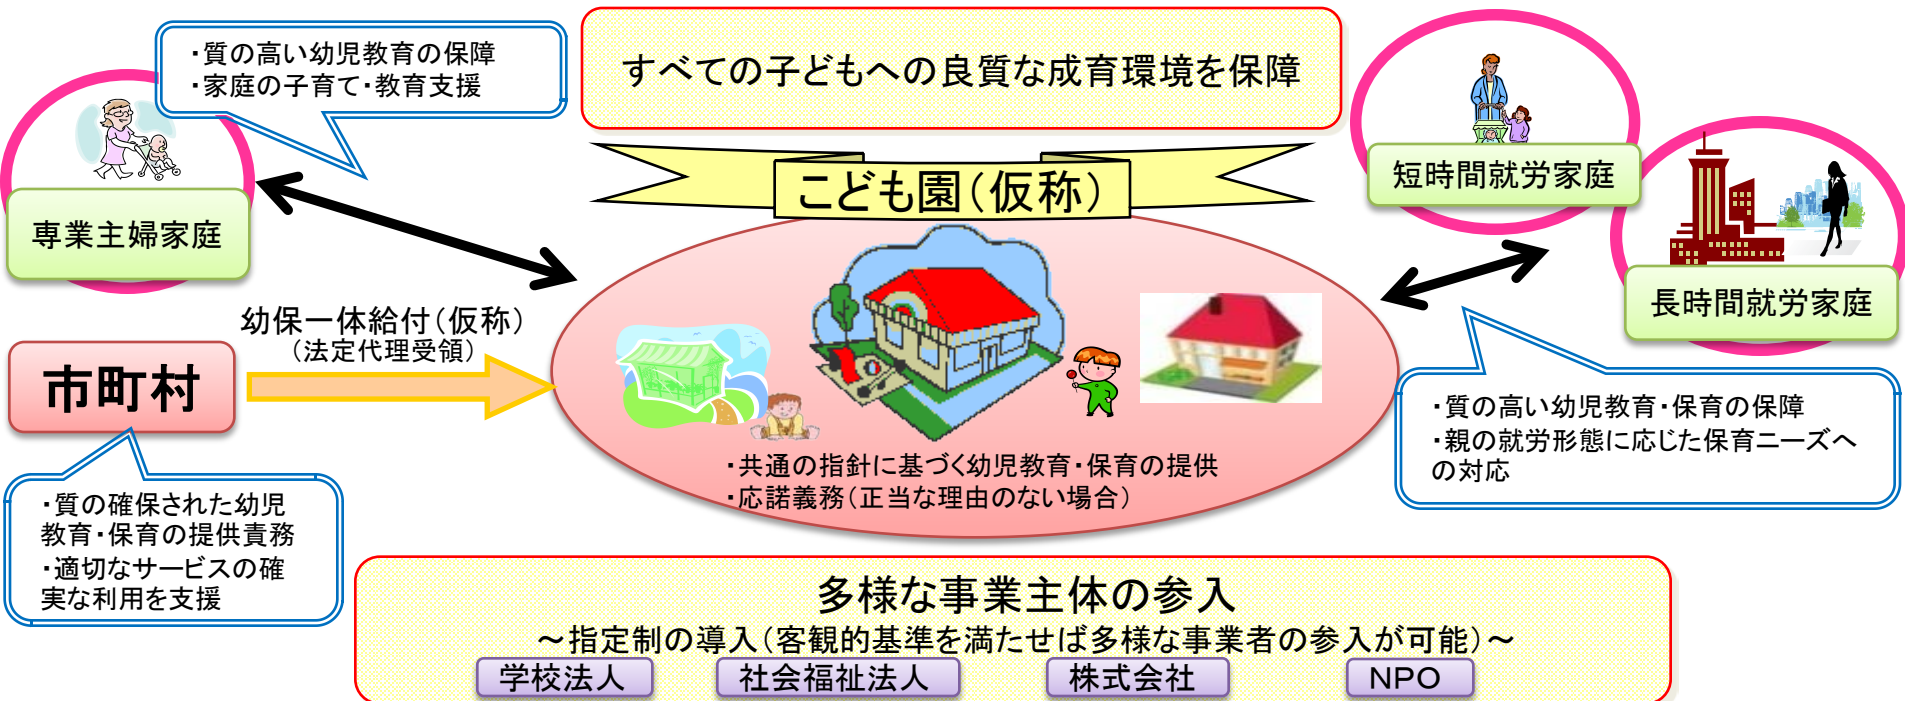 ・質の高い幼児教育の保障
・家庭の子育て・教育支援
すべての子どもへの良質な成育環境を保障
専業主婦家庭
こども園（仮称）
短時間就労家庭
長時間就労家庭
幼保一体給付（仮称）
（法定代理受領）
市町村
・質の確保された幼児
教育・保育の提供責務
・適切なサービスの確
実な利用を支援
・共通の指針に基づく幼児教育・保育の提供
・応諾義務（正当な理由のない場合）
・質の高い幼児教育・保育の保障
・親の就労形態に応じた保育ニーズへ
の対応
多様な事業主体の参入
～指定制の導入（客観的基準を満たせば多様な事業者の参入が可能）～
学校法人
社会福祉法人
株式会社
NPO